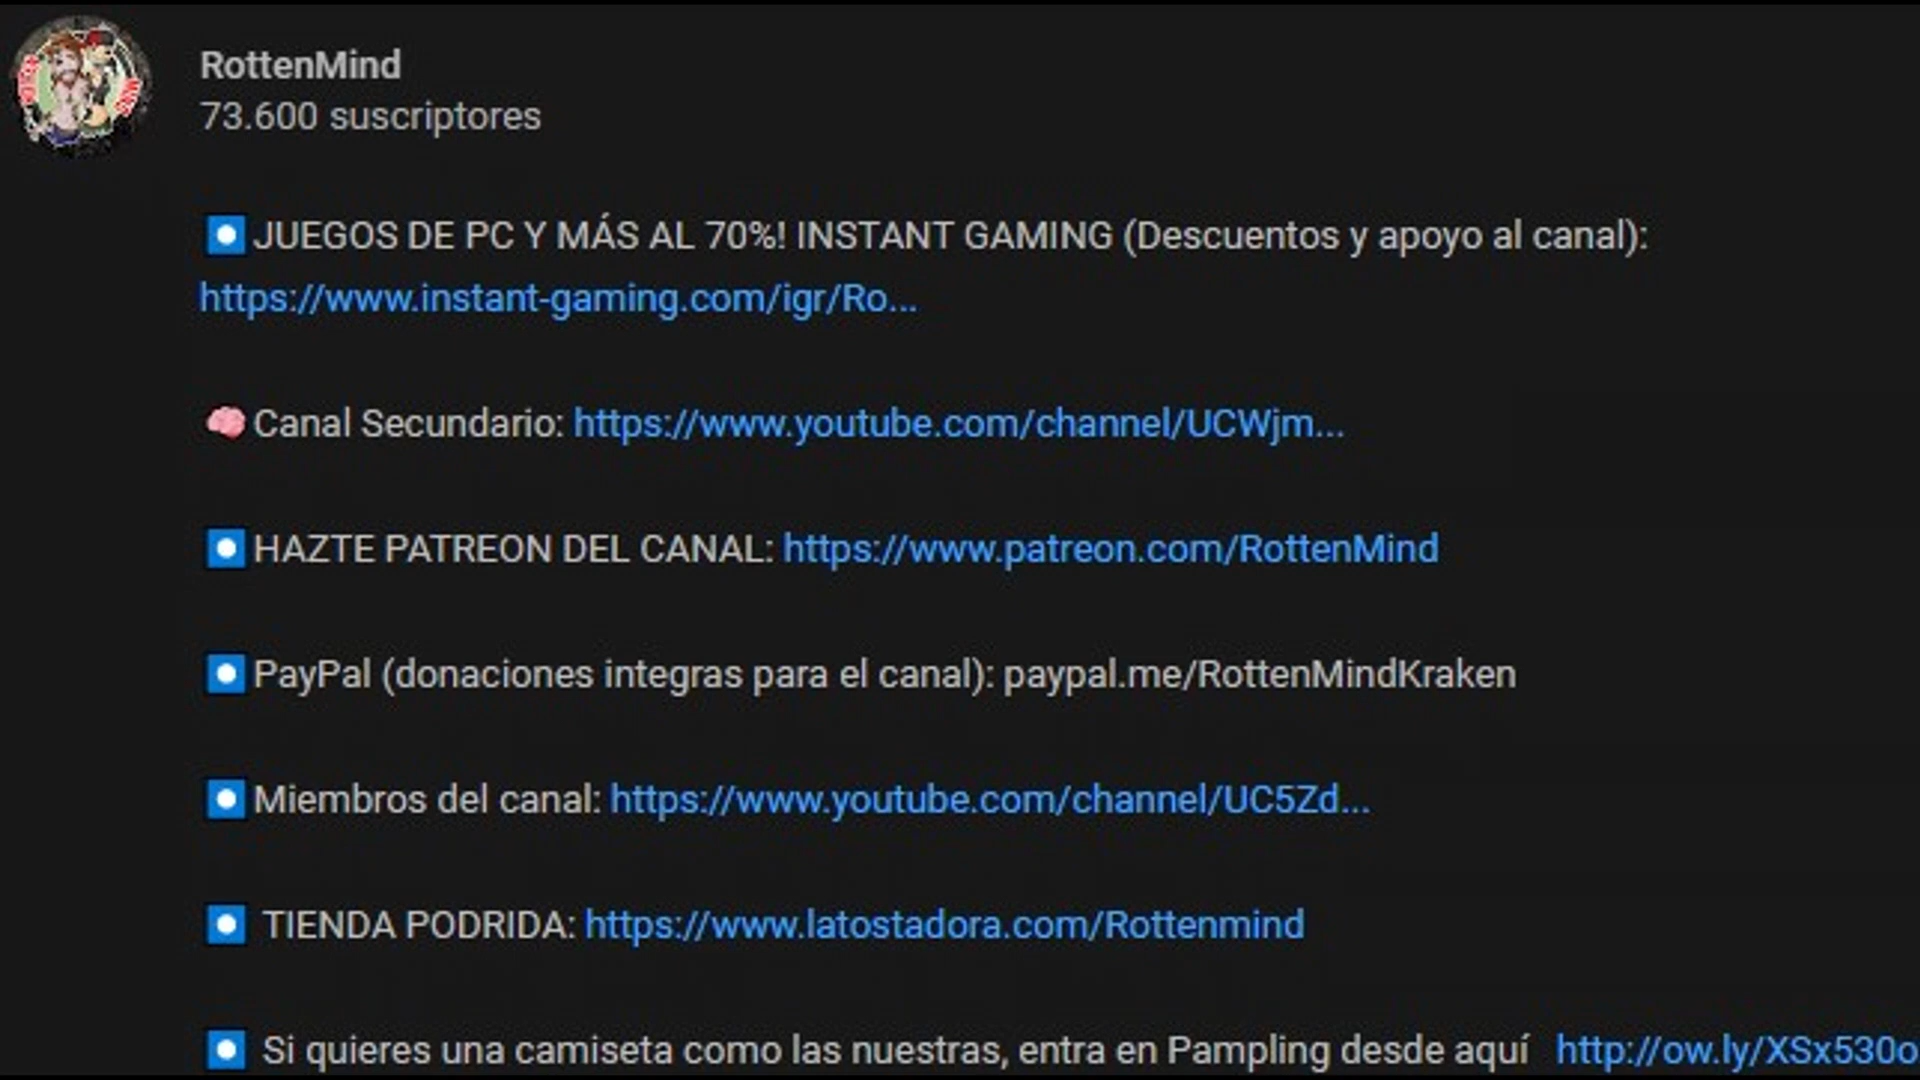 RottenMind
73.600 suscriptores
JUEGOS DE PC Y MÁS AL 70%! INSTANT GAMING (Descuentos y apoyo al canal):
https://www.instant-gaming.com/igr/Ro...
Canal Secundario: https://www.youtube.com/channel/UCWjm...
HAZTE PATREON DEL CANAL: https://www.patreon.com/RottenMind
PayPal (donaciones integras para el canal): paypal.me/RottenMindKraken
Miembros del canal: https://www.youtube.com/channel/UC5Zd...
TIENDA PODRIDA: https://www.latostadora.com/Rottenmind
Si quieres una camiseta como las nuestras, entra en Pampling desde aquí http://ow.ly/XSx530o